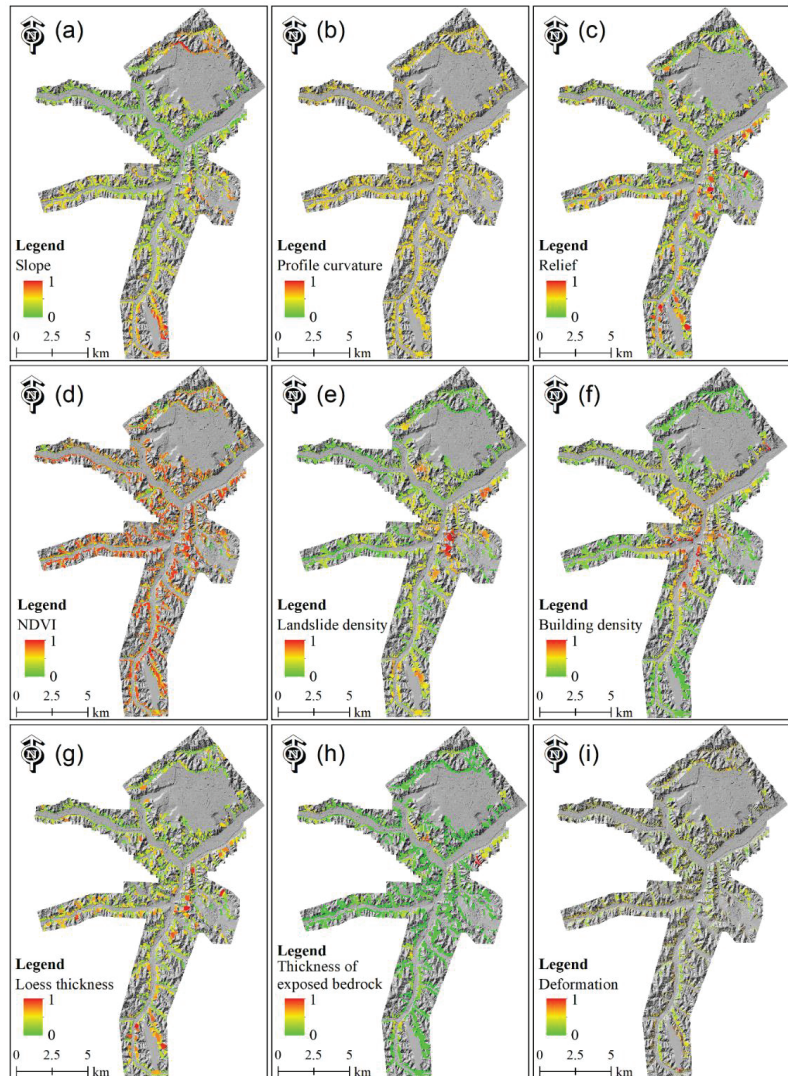 N (a)
Legend
Slope
1
0
0 2.5 5
km
N (b)
Legend
Profile curvature
1
0
0 2.5 5
km
N (c)
Legend
Relief
1
0
0 2.5 5
km
N (d)
Legend
NDVI
1
0
0 2.5 5
km
N (e)
Legend
Landslide density
1
0
0 2.5 5
km
N (f)
Legend
Building density
1
0
0 2.5 5
km
N (g)
Legend
Loess thickness
1
0
0 2.5 5
km
N (h)
Legend
Thickness of
exposed bedrock
1
0
0 2.5 5
km
N (i)
Legend
Deformation
1
0
0 2.5 5
km